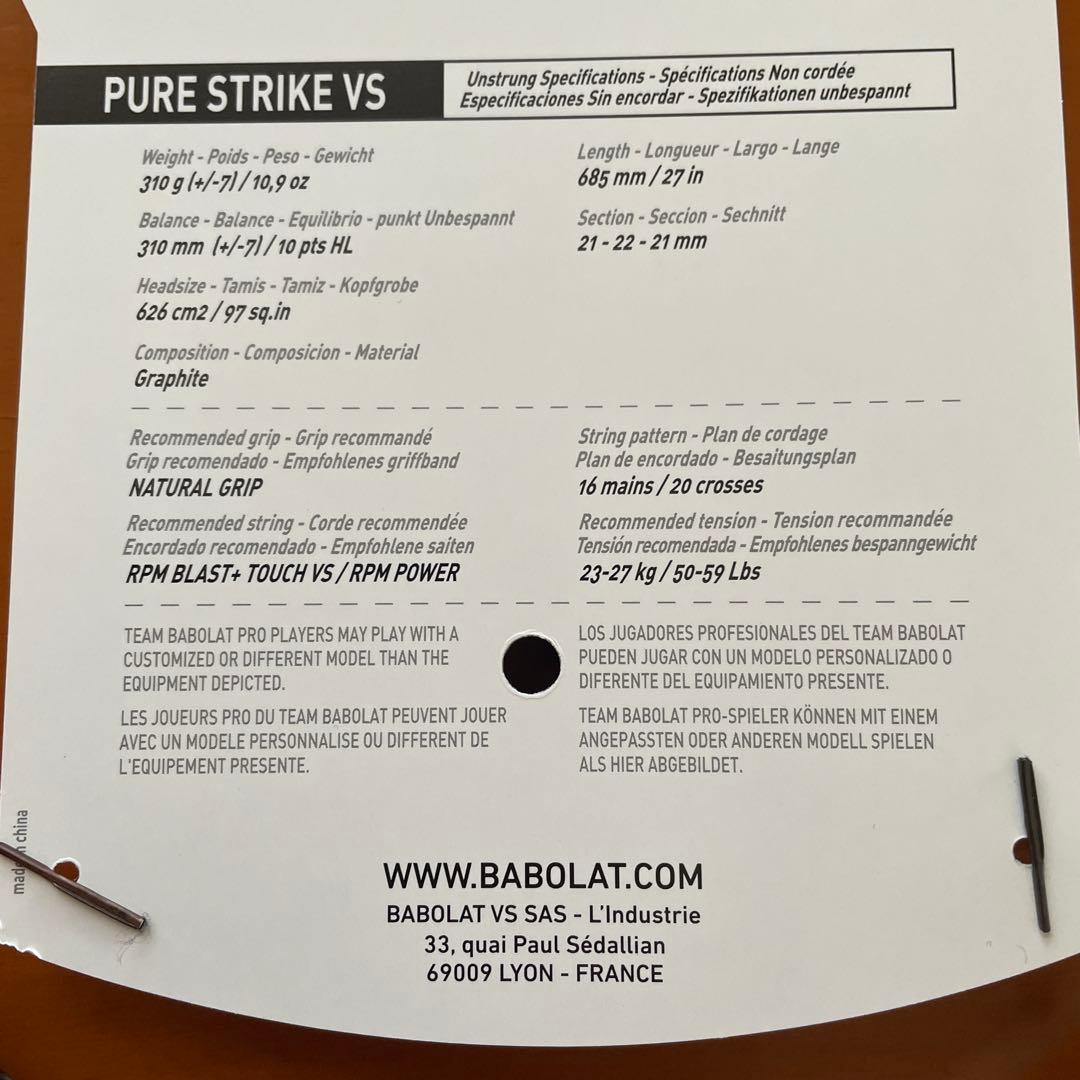 PURE STRIKE VS
Unstrung Specifications - Spécifications Non cordée
Especificaciones Sin encordar - Spezifikationen unbespannt
Weight - Poids - Peso - Gewicht
310 g (+/-7) / 10,9 oz
Balance - Balance - Equilibrio - punkt Unbespannt
310 mm (+/-7) / 10 pts HL
Headsize - Tamis - Tamiz - Kopfgrobe
626 cm2 / 97 sq.in
Composition - Composicion - Material
Graphite
Length - Longueur - Largo - Lange
685 mm / 27 in
Section - Seccion - Sechnitt
21 - 22 - 21 mm
Recommended grip - Grip recommandé
Grip recomendado - Empfohlenes griffband
NATURAL GRIP
Recommended string - Corde recommendée
Encordado recomendado - Empfohlene saiten
RPM BLAST+ TOUCH VS / RPM POWER
String pattern - Plan de cordage
Plan de encordado - Besaitungsplan
16 mains / 20 crosses
Recommended tension - Tension recommandée
Tensión recomendada - Empfohlenes bespanngewicht
23-27 kg / 50-59 Lbs
TEAM BABOLAT PRO PLAYERS MAY PLAY WITH A
CUSTOMIZED OR DIFFERENT MODEL THAN THE
EQUIPMENT DEPICTED.
LES JOUEURS PRO DU TEAM BABOLAT PEUVENT JOUER
AVEC UN MODELE PERSONNALISE OU DIFFERENT DE
L'EQUIPEMENT PRESENTE.
LOS JUGADORES PROFESIONALES DEL TEAM BABOLAT
PUEDEN JUGAR CON UN MODELO PERSONALIZADO O
DIFERENTE DEL EQUIPAMIENTO PRESENTE.
TEAM BABOLAT PRO-SPIELER KÖNNEN MIT EINEM
ANGEPASSTEN ODER ANDEREN MODELL SPIELEN
ALS HIER ABGEBILDET.
made in china
WWW.BABOLAT.COM
BABOLAT VS SAS - L'Industrie
33, quai Paul Sédallian
69009 LYON - FRANCE